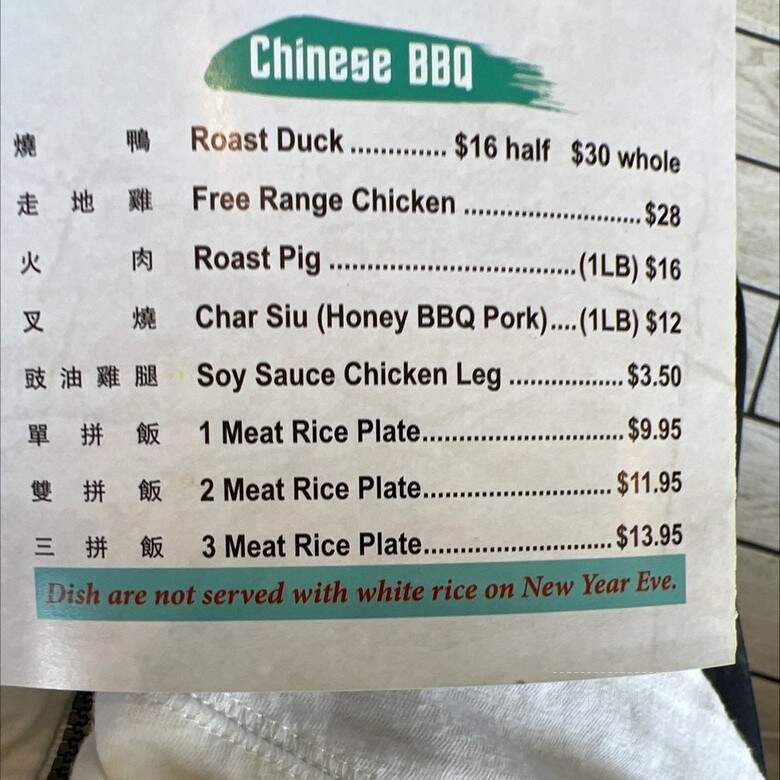 Chinese BBQ
燒鴨 Roast Duck ............. $16 half $30 whole
走地雞 Free Range Chicken .......................... $28
火肉 Roast Pig ....................................(1LB) $16
叉燒 Char Siu (Honey BBQ Pork)....(1LB) $12
豉油雞腿 Soy Sauce Chicken Leg ................. $3.50
單拼飯 1 Meat Rice Plate............................. $9.95
雙拼飯 2 Meat Rice Plate........................... $11.95
三拼飯 3 Meat Rice Plate........................... $13.95
Dish are not served with white rice on New Year Eve.